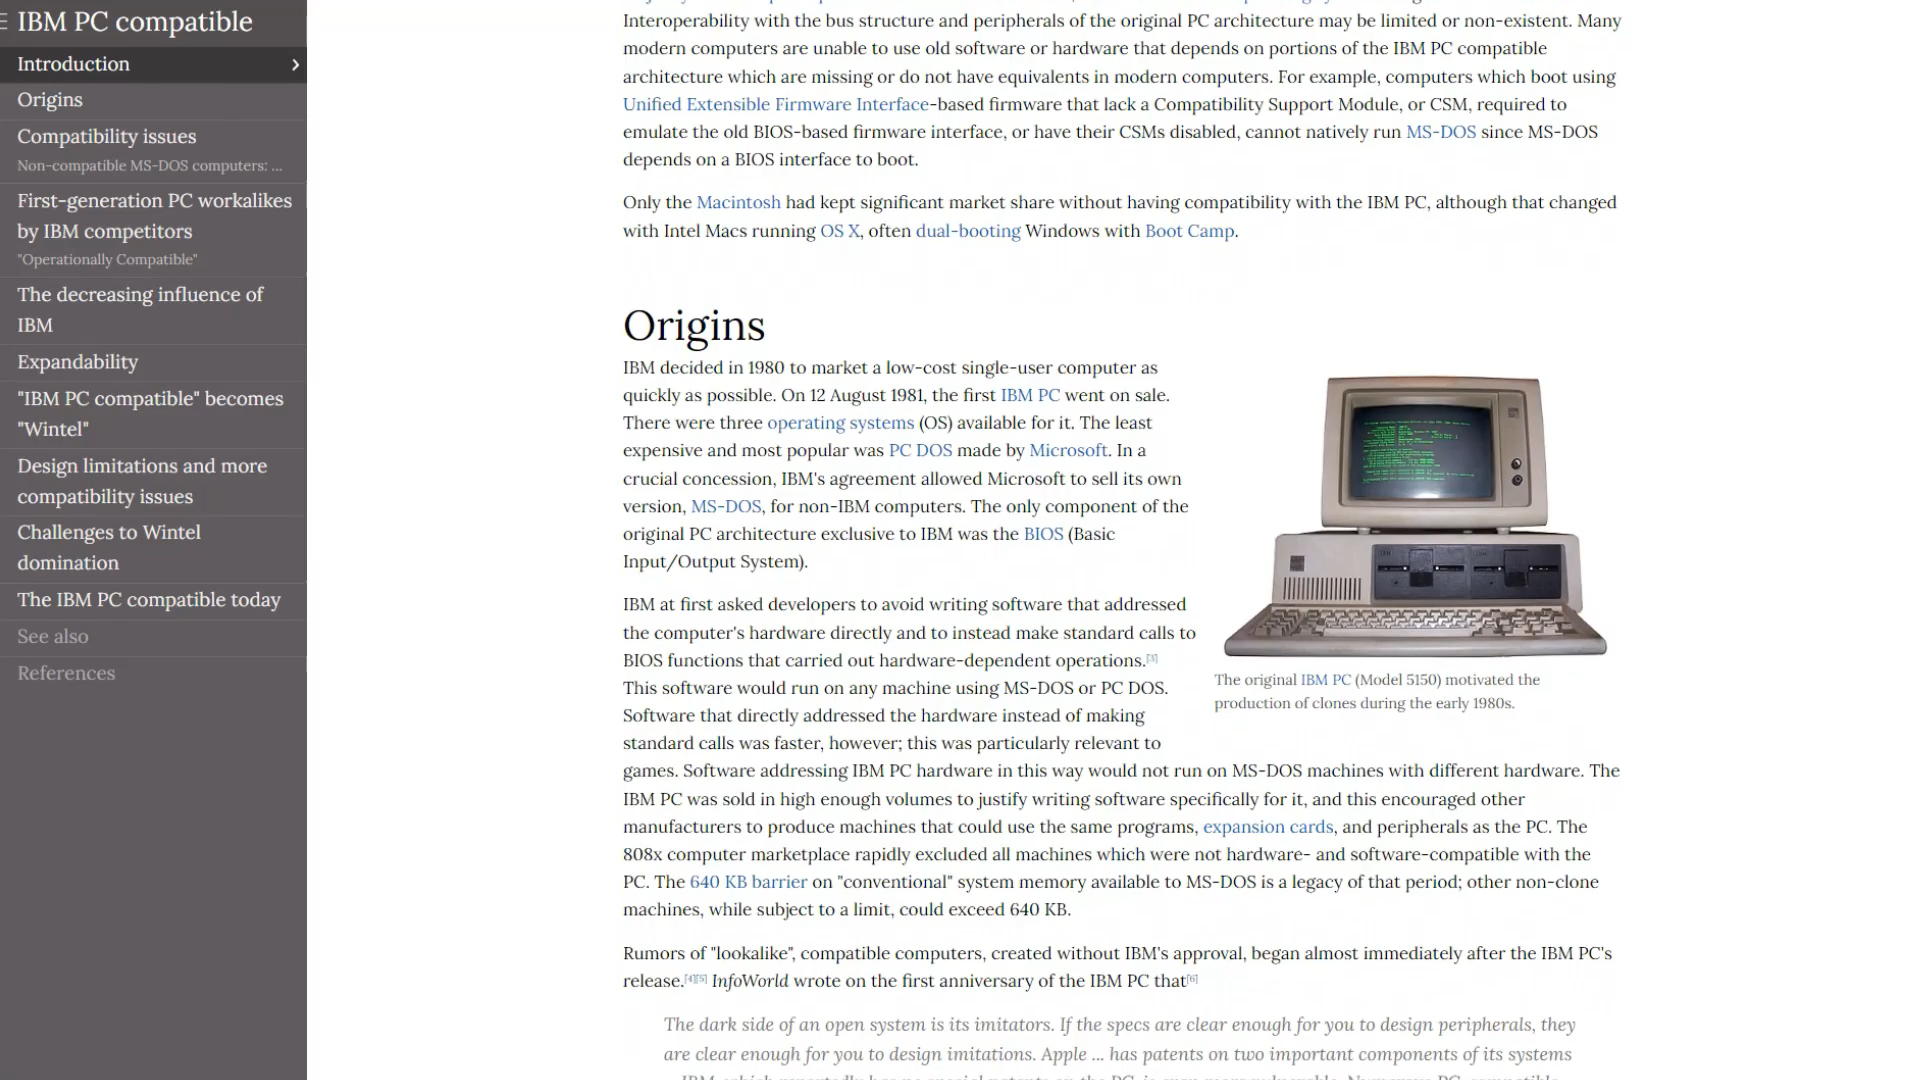 IBM PC compatible
Introduction
Origins
Compatibility issues
Non-compatible MS-DOS computers: ...
First-generation PC workalikes
by IBM competitors
"Operationally Compatible"
The decreasing influence of
IBM
Expandability
"IBM PC compatible" becomes
"Wintel"
Design limitations and more
compatibility issues
Challenges to Wintel
domination
The IBM PC compatible today
See also
References
Interoperability with the bus structure and peripherals of the original PC architecture may be limited or non-existent. Many
modern computers are unable to use old software or hardware that depends on portions of the IBM PC compatible
architecture which are missing or do not have equivalents in modern computers. For example, computers which boot using
Unified Extensible Firmware Interface-based firmware that lack a Compatibility Support Module, or CSM, required to
emulate the old BIOS-based firmware interface, or have their CSMs disabled, cannot natively run MS-DOS since MS-DOS
depends on a BIOS interface to boot.
Only the Macintosh had kept significant market share without having compatibility with the IBM PC, although that changed
with Intel Macs running OS X, often dual-booting Windows with Boot Camp.
Origins
IBM decided in 1980 to market a low-cost single-user computer as
quickly as possible. On 12 August 1981, the first IBM PC went on sale.
There were three operating systems (OS) available for it. The least
expensive and most popular was PC DOS made by Microsoft. In a
crucial concession, IBM's agreement allowed Microsoft to sell its own
version, MS-DOS, for non-IBM computers. The only component of the
original PC architecture exclusive to IBM was the BIOS (Basic
Input/Output System).
IBM at first asked developers to avoid writing software that addressed
the computer's hardware directly and to instead make standard calls to
BIOS functions that carried out hardware-dependent operations.[3]
This software would run on any machine using MS-DOS or PC DOS.
Software that directly addressed the hardware instead of making
standard calls was faster, however; this was particularly relevant to
games. Software addressing IBM PC hardware in this way would not run on MS-DOS machines with different hardware. The
IBM PC was sold in high enough volumes to justify writing software specifically for it, and this encouraged other
manufacturers to produce machines that could use the same programs, expansion cards, and peripherals as the PC. The
808x computer marketplace rapidly excluded all machines which were not hardware- and software-compatible with the
PC. The 640 KB barrier on "conventional" system memory available to MS-DOS is a legacy of that period; other non-clone
machines, while subject to a limit, could exceed 640 KB.
The original IBM PC (Model 5150) motivated the
production of clones during the early 1980s.
Rumors of "lookalike", compatible computers, created without IBM's approval, began almost immediately after the IBM PC's
release.[4][5] InfoWorld wrote on the first anniversary of the IBM PC that[6]
The dark side of an open system is its imitators. If the specs are clear enough for you to design peripherals, they
are clear enough for you to design imitations. Apple ... has patents on two important components of its systems